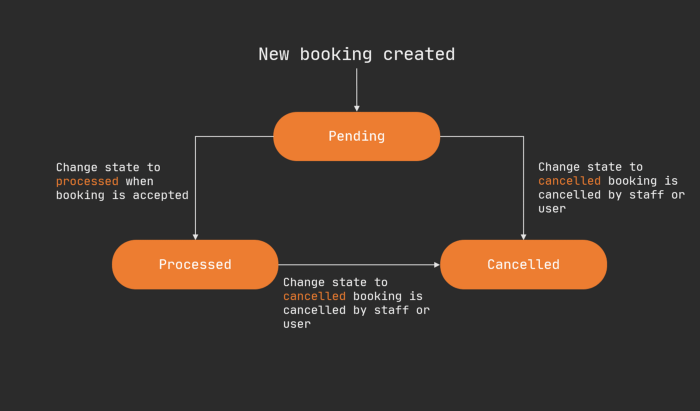 New booking created
Pending
Change state to
processed when
booking is accepted
Change state to
cancelled booking is
cancelled by staff or
user
Processed
Cancelled
Change state to
cancelled booking is
cancelled by staff or
user